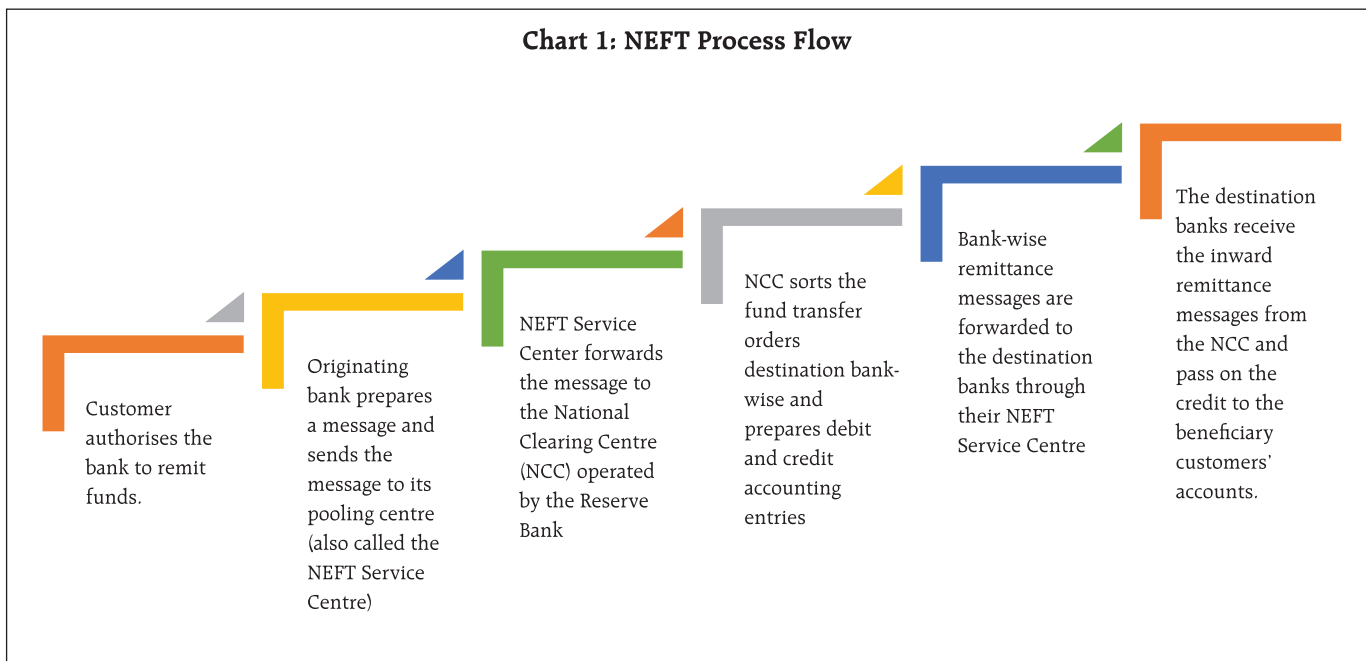 Chart 1: NEFT Process Flow
Customer
authorises the
bank to remit
funds.
Originating
bank prepares
a message and
sends the
message to its
pooling centre
(also called the
NEFT Service
Centre)
NEFT Service
Center forwards
the message to
the National
Clearing Centre
(NCC) operated
by the Reserve
Bank
NCC sorts the
fund transfer
orders
destination bank-
wise and
prepares debit
and credit
accounting
entries
Bank-wise
remittance
messages are
forwarded to
the destination
banks through
their NEFT
Service Centre
The destination
banks receive
the inward
remittance
messages from
the NCC and
pass on the
credit to the
beneficiary
customers’
accounts.